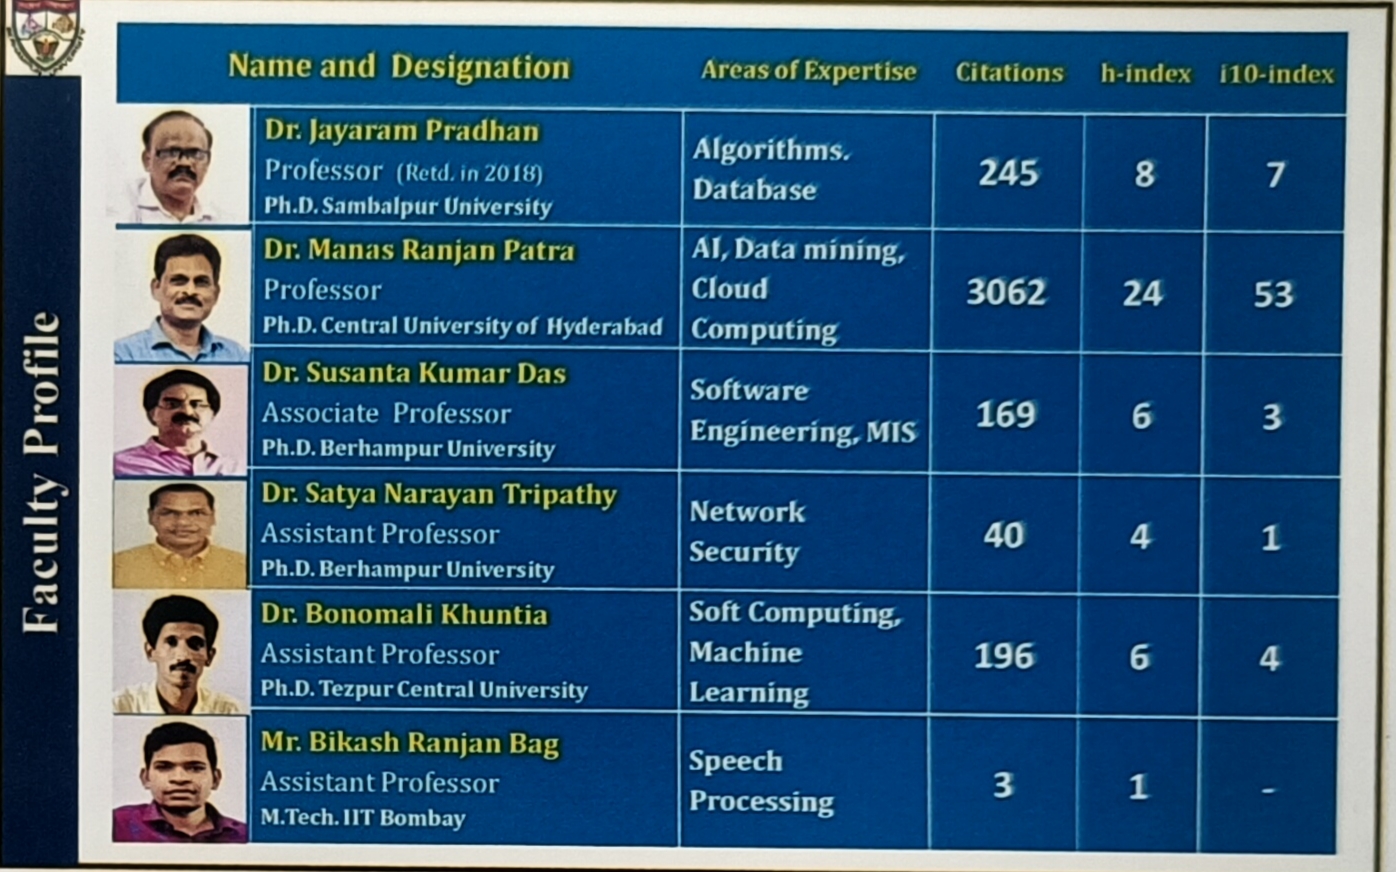 Faculty Profile
Name and Designation Areas of Expertise Citations h-index i10-index
Dr. Jayaram Pradhan
Professor (Retd. in 2018)
Ph.D. Sambalpur University
Algorithms.
Database
245 8 7
Dr. Manas Ranjan Patra
Professor
Ph.D. Central University of Hyderabad
AI, Data mining,
Cloud
Computing
3062 24 53
Dr. Susanta Kumar Das
Associate Professor
Ph.D. Berhampur University
Software
Engineering, MIS
169 6 3
Dr. Satya Narayan Tripathy
Assistant Professor
Ph.D. Berhampur University
Network
Security
40 4 1
Dr. Bonomali Khuntia
Assistant Professor
Ph.D. Tezpur Central University
Soft Computing,
Machine
Learning
196 6 4
Mr. Bikash Ranjan Bag
Assistant Professor
M.Tech. IIT Bombay
Speech
Processing
3 1 -